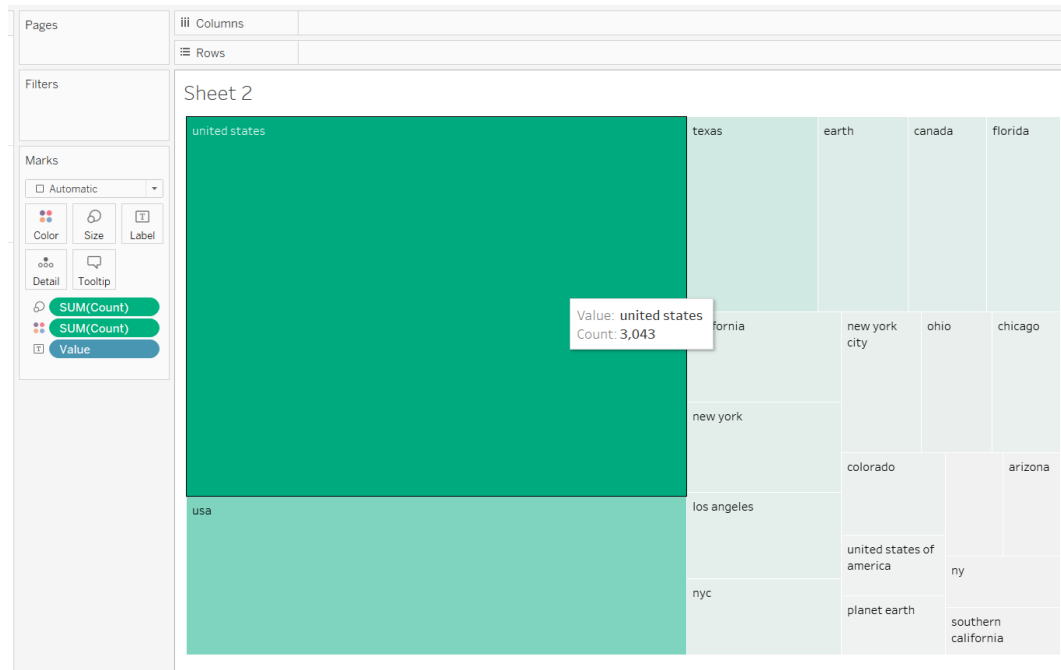 Pages
Columns
Rows
Filters
Sheet 2
united states
texas
earth
canada
florida
Marks
Automatic
Color
Size
Label
Detail
Tooltip
SUM(Count)
SUM(Count)
Value
Value: united states
Count: 3,043
fornia
new york
city
ohio
chicago
new york
colorado
arizona
usa
los angeles
united states of
america
ny
nyc
planet earth
southern
california